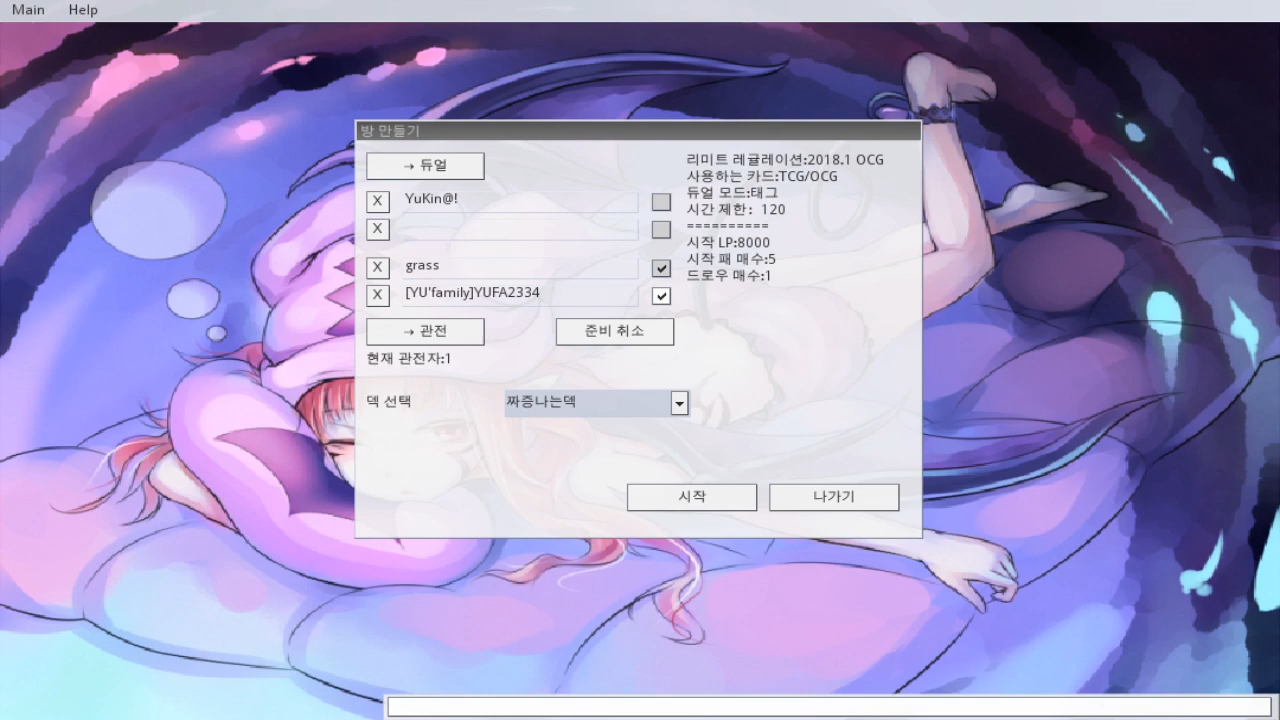 Main Help
방 만들기
→ 듀얼
X YuKin@!
X
X grass
X [YU'family]YUFA2334
→ 관전
준비 취소
현재 관전자:1
덱 선택 짜증나는덱
시작
나가기
리미트 레귤레이션:2018.1 OCG
사용하는 카드:TCG/OCG
듀얼 모드:태그
시간 제한: 120
==========
시작 LP:8000
시작 패 매수:5
드로우 매수:1